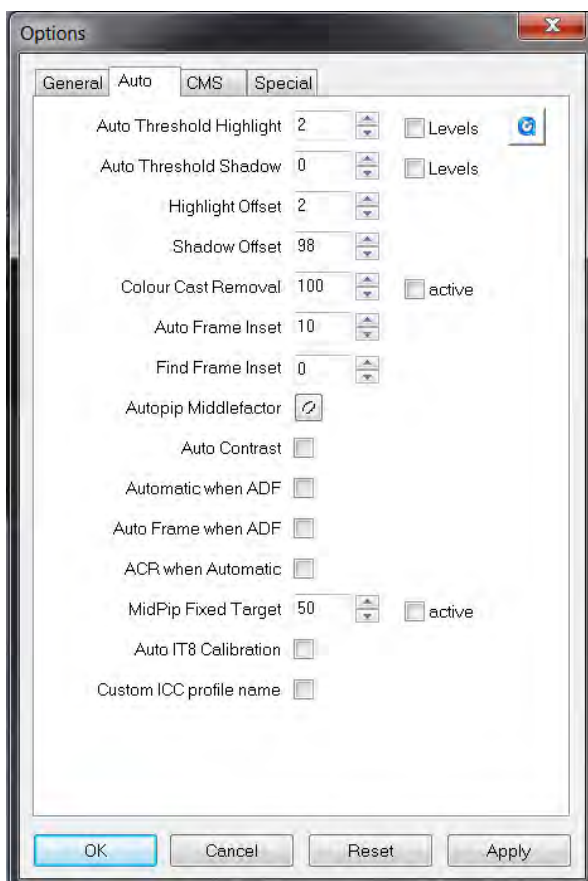 Options
General Auto CMS Special
Auto Threshold Highlight 2 Levels
Auto Threshold Shadow 0 Levels
Highlight Offset 2
Shadow Offset 98
Colour Cast Removal 100 active
Auto Frame Inset 10
Find Frame Inset 0
Autopip Middlefactor
Auto Contrast
Automatic when ADF
Auto Frame when ADF
ACR when Automatic
MidPip Fixed Target 50 active
Auto IT8 Calibration
Custom ICC profile name
OK Cancel Reset Apply